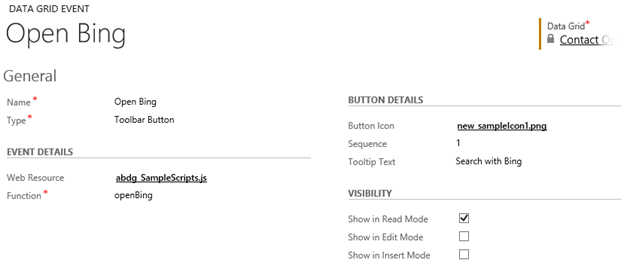 DATA GRID EVENT
Open Bing
Data Grid*
Contact
General
Name* Open Bing
Type* Toolbar Button
EVENT DETAILS
Web Resource abdg_SampleScripts.js
Function* openBing
BUTTON DETAILS
Button Icon new_sampleIcon1.png
Sequence 1
Tooltip Text Search with Bing
VISIBILITY
Show in Read Mode
Show in Edit Mode
Show in Insert Mode